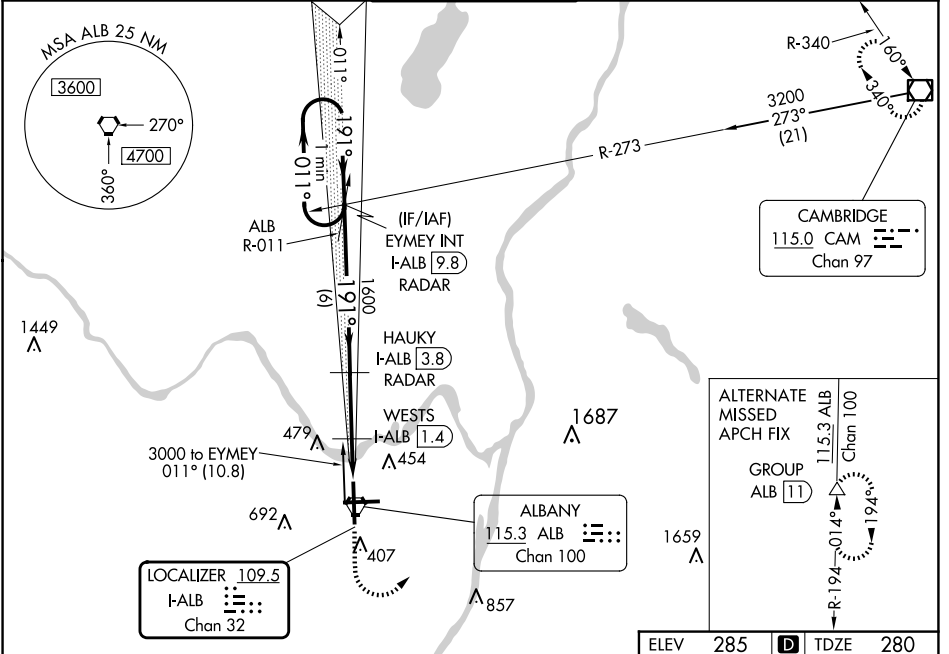 MSA ALB 25 NM
3600
270°
4700
360°
011°
191°
1 min
011°
ALB
R-011
(IF/IAF)
EYMEY INT
I-ALB 9.8
RADAR
R-273
3200
273°
(21)
R-340
160°
340°
CAMBRIDGE
115.0 CAM
Chan 97
1600
191°
(6)
1449
HAUKY
I-ALB 3.8
RADAR
WESTS
I-ALB 1.4
479
454
1687
3000 to EYMEY
011° (10.8)
692
407
ALBANY
115.3 ALB
Chan 100
1659
857
LOCALIZER 109.5
I-ALB
Chan 32
ALTERNATE
MISSED
APCH FIX
115.3 ALB
Chan 100
GROUP
ALB 11
014°
194°
R-194
ELEV 285 D TDZE 280